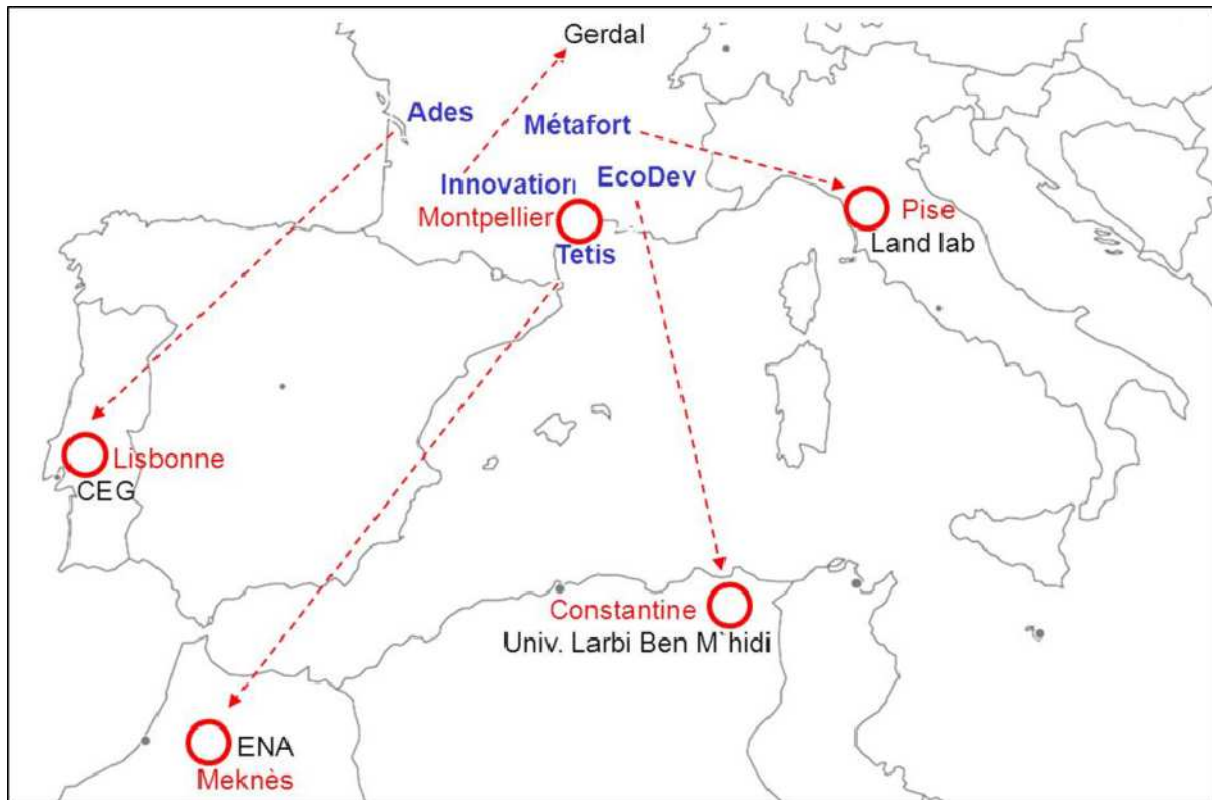 Gerdal
Ades
Métafort
Innovation
EcoDev
Montpellier
Tetis
Pise
Land lab
Lisbonne
CEG
Constantine
Univ. Larbi Ben M`hidi
ENA
Meknès